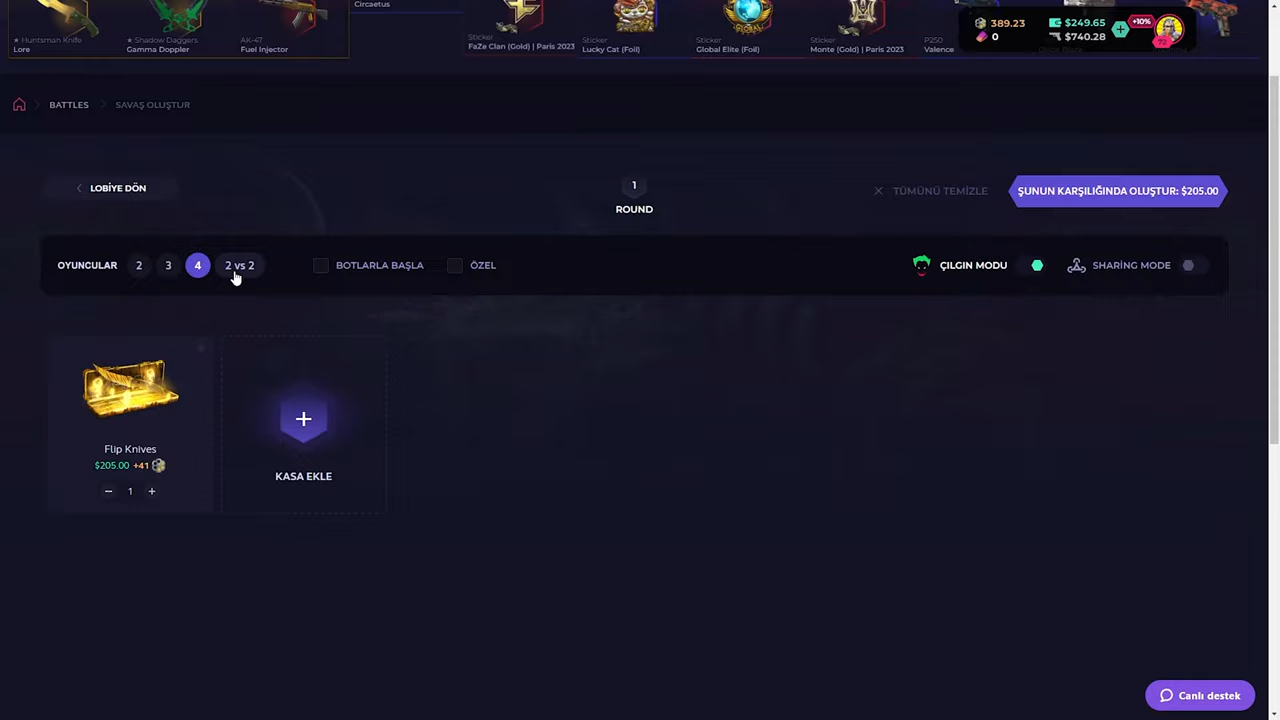 ★ Huntsman Knife
Lore
★ Shadow Daggers
Gamma Doppler
AK-47
Fuel Injector
Circaetus
Sticker
FaZe Clan (Gold) | Paris 2023
Sticker
Lucky Cat (Foil)
Sticker
Global Elite (Foil)
Sticker
Monte (Gold) | Paris 2023
P250
Valence
389.23
0
$249.65
$740.28
+10%
72
BATTLES
SAVAŞ OLUŞTUR
LOBİYE DÖN
1
ROUND
TÜMÜNÜ TEMİZLE
ŞUNUN KARŞILIĞINDA OLUŞTUR: $205.00
OYUNCULAR 2 3 4 2 vs 2
BOTLARLA BAŞLA
ÖZEL
ÇILGIN MODU
SHARING MODE
Flip Knives
$205.00 +41
− 1 +
+
KASA EKLE
Canlı destek